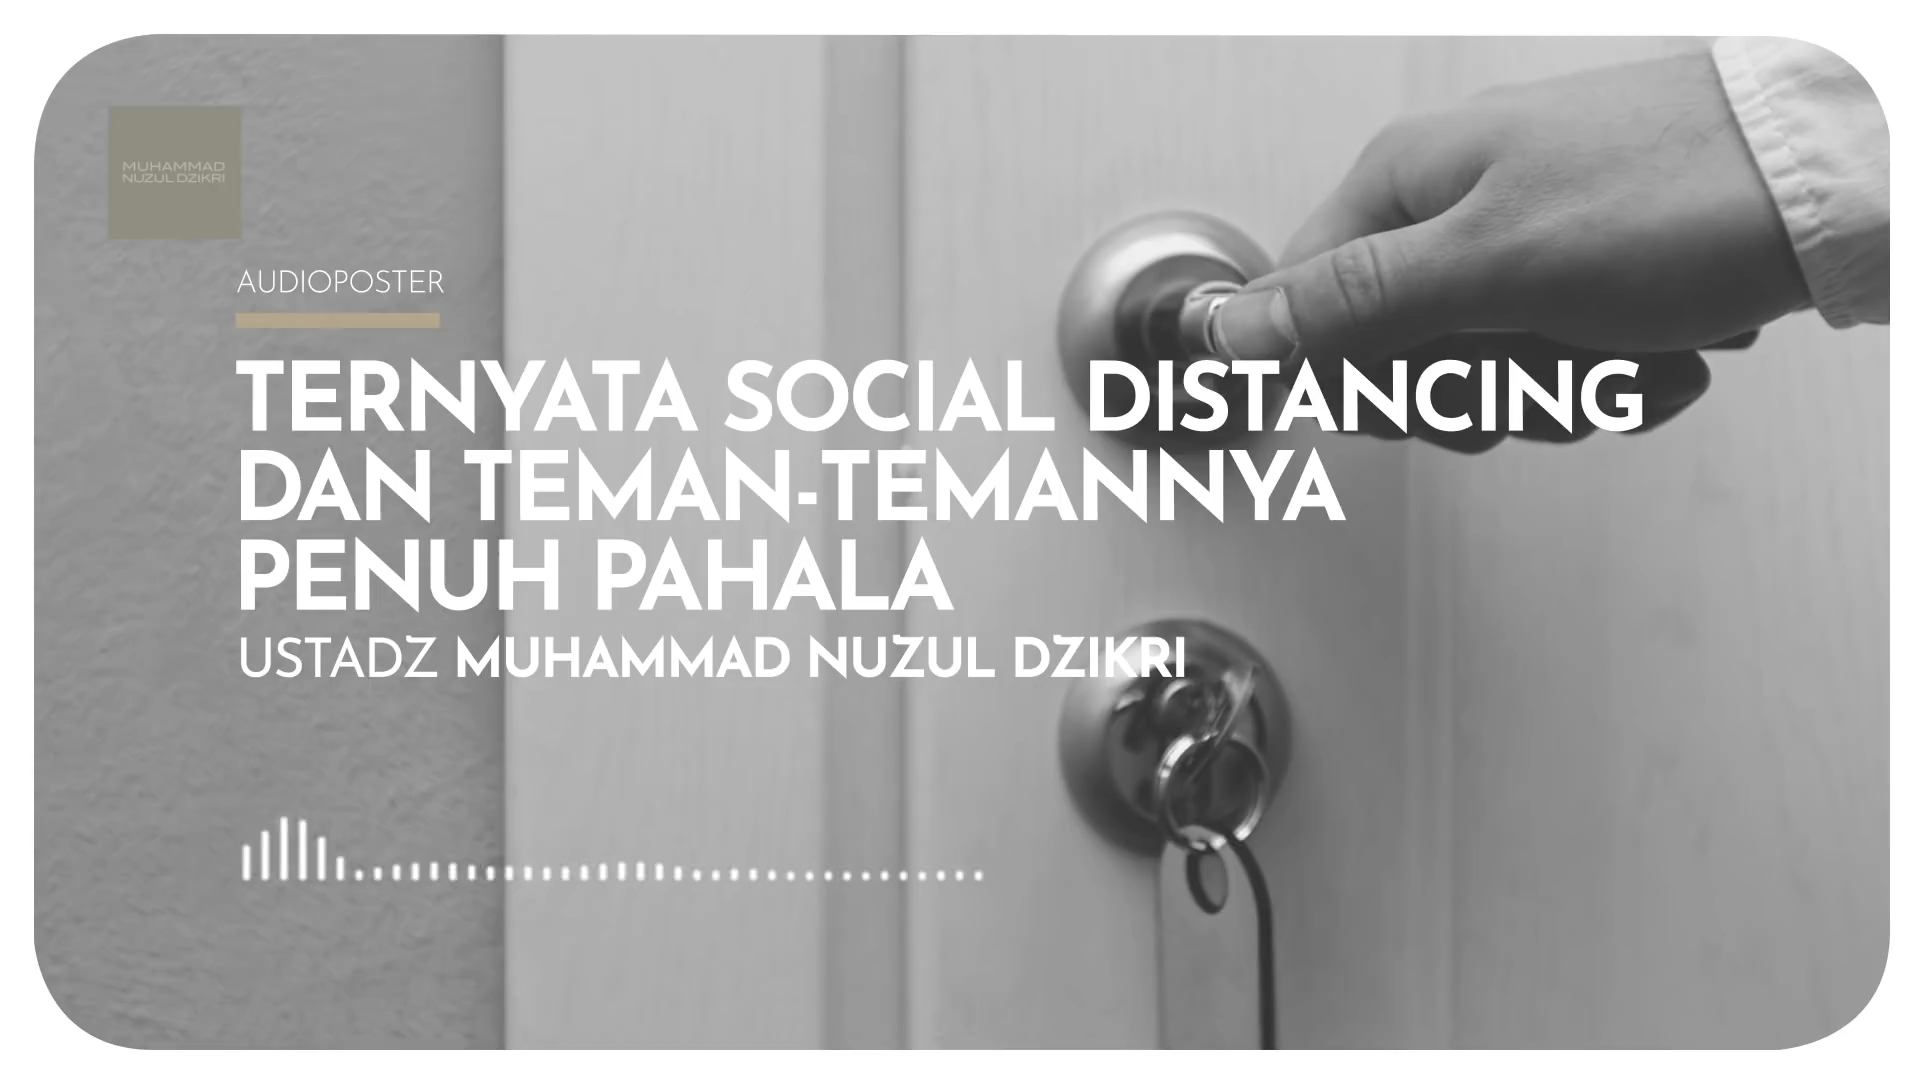 MUHAMMAD
NUZUL DZIKRI
AUDIOPOSTER
TERNYATA SOCIAL DISTANCING
DAN TEMAN-TEMANNYA
PENUH PAHALA
USTADZ MUHAMMAD NUZUL DZIKRI